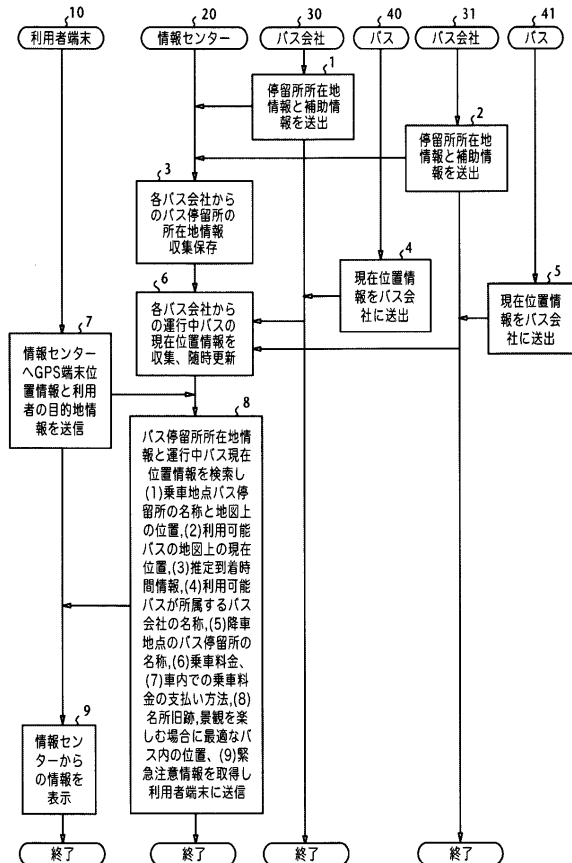 10
20
30
40
31
41
利用者端末
情報センター
バス会社
バス
バス会社
バス
1
停留所所在地
情報と補助情
報を送出
2
停留所所在地
情報と補助情
報を送出
3
各バス会社から
のバス停留所の
所在地情報
収集保存
4
現在位置情
報をバス会
社に送出
5
現在位置情
報をバス会
社に送出
6
各バス会社から
の運行中バスの
現在位置情報を
収集、随時更新
7
情報センター
へGPS端末位
置情報と利用
者の目的地情
報を送信
8
バス停留所所在地情
報と運行中バス現在
位置情報を検索し
(1)乗車地点バス停
留所の名称と地図上
の位置,(2)利用可能
バスの地図上の現在
位置,(3)推定到着時
間情報,(4)利用可能
バスが所属するバス
会社の名称,(5)降車
地点のバス停留所の
名称,(6)乗車料金、
(7)車内での乗車料
金の支払い方法,(8)
名所旧跡,景観を楽
しむ場合に最適なバ
ス内の位置、(9)緊
急注意情報を取得し
利用者端末に送信
9
情報セン
ターから
の情報を
表示
終了
終了
終了
終了